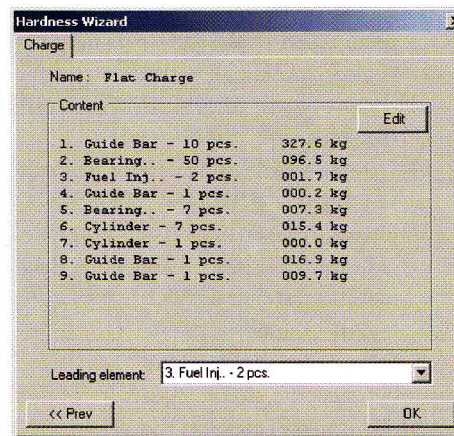 Hardness Wizard
Charge
Name: Flat Charge
Content
Edit
1. Guide Bar - 10 pcs. 327.6 kg
2. Bearing.. - 50 pcs. 096.5 kg
3. Fuel Inj.. - 2 pcs. 001.7 kg
4. Guide Bar - 1 pcs. 000.2 kg
5. Bearing.. - 7 pcs. 007.3 kg
6. Cylinder - 7 pcs. 015.4 kg
7. Cylinder - 1 pcs. 000.0 kg
8. Guide Bar - 1 pcs. 016.9 kg
9. Guide Bar - 1 pcs. 009.7 kg
Leading element: 3. Fuel Inj.. - 2 pcs.
<< Prev OK